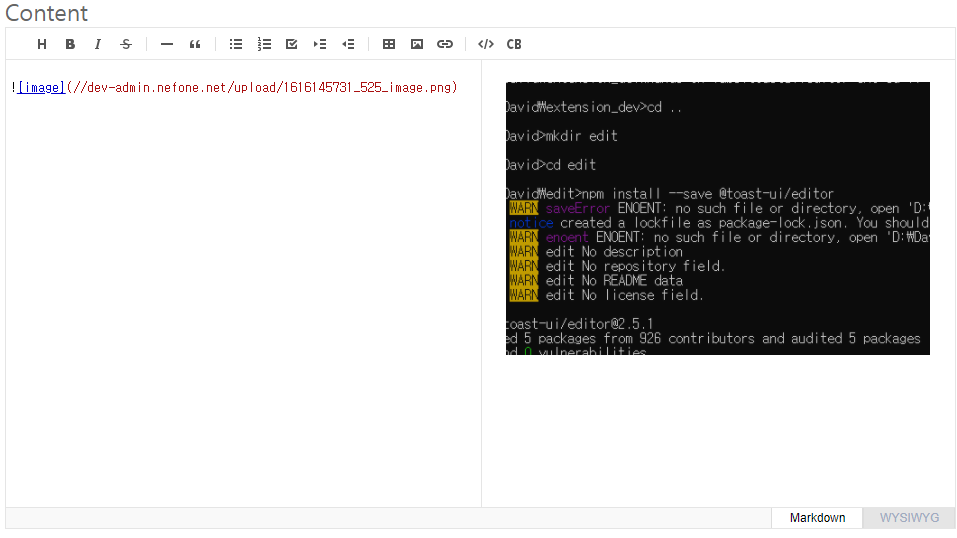 Content
H B I S “ </> CB
![image](//dev-admin.nefone.net/upload/1616145731_525_image.png)
David₩extension_dev>cd ..
David>mkdir edit
David>cd edit
David₩edit>npm install --save @toast-ui/editor
WARN saveError ENOENT: no such file or directory, open 'D:₩
notice created a lockfile as package-lock.json. You should
WARN enoent ENOENT: no such file or directory, open 'D:₩Dav
WARN edit No description
WARN edit No repository field.
WARN edit No README data
WARN edit No license field.
toast-ui/editor@2.5.1
ed 5 packages from 926 contributors and audited 5 packages
nd 0 vulnerabilities
Markdown WYSIWYG